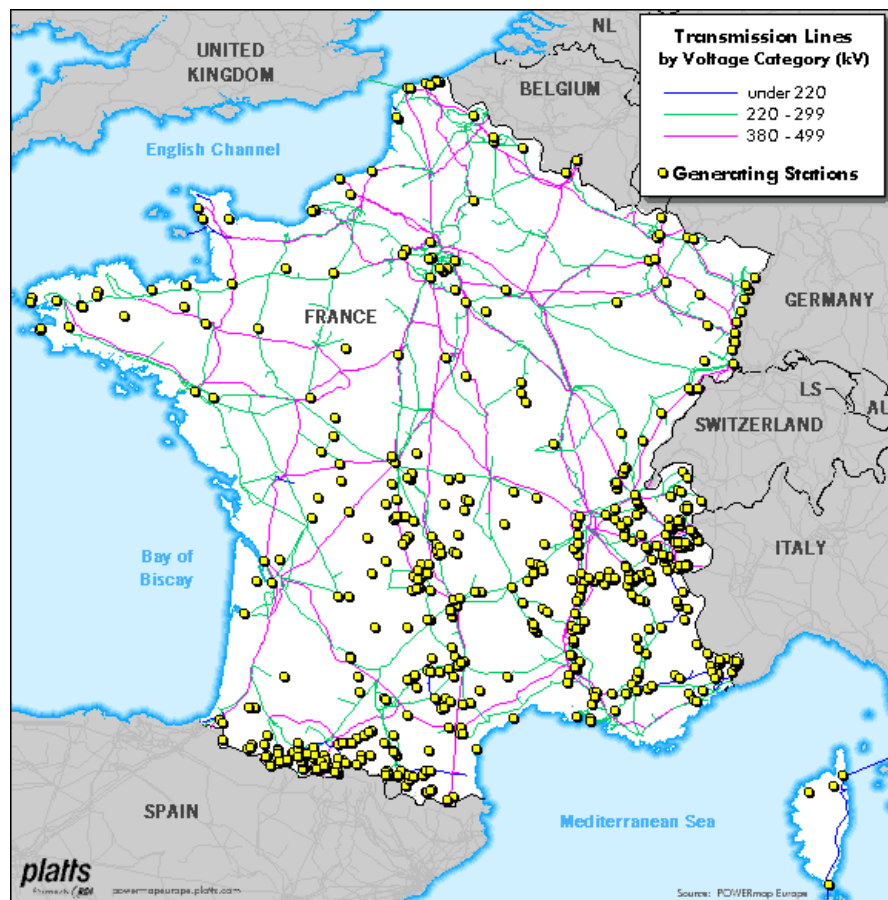 NL
UNITED
KINGDOM
BELGIUM
Transmission Lines
by Voltage Category (kV)
under 220
220 - 299
380 - 499
Generating Stations
English Channel
FRANCE
GERMANY
LS
AU
SWITZERLAND
ITALY
Bay of
Biscay
SPAIN
Mediterranean Sea
platts
Formerly RDI
powermapeurope.platts.com
Source: POWERmap Europe